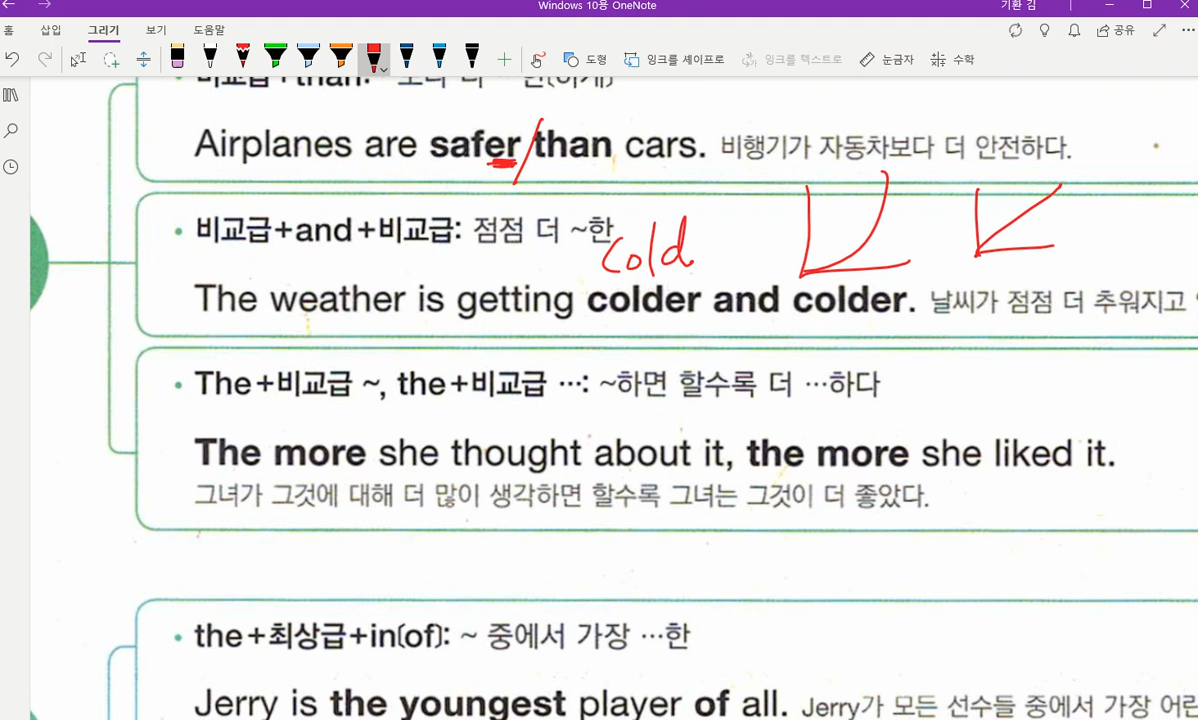 Windows 10용 OneNote
기환 김
홈 삽입 그리기 보기 도움말
공유
도형 잉크를 셰이프로 잉크를 텍스트로 눈금자 수학
비교급+than:
Airplanes are safer than cars. 비행기가 자동차보다 더 안전하다.
• 비교급+and+비교급: 점점 더 ~한
cold
The weather is getting colder and colder. 날씨가 점점 더 추워지고
• The+비교급 ~, the+비교급 …: ~하면 할수록 더 …하다
The more she thought about it, the more she liked it.
그녀가 그것에 대해 더 많이 생각하면 할수록 그녀는 그것이 더 좋았다.
• the+최상급+in(of): ~ 중에서 가장 …한
Jerry is the youngest player of all. Jerry가 모든 선수들 중에서 가장